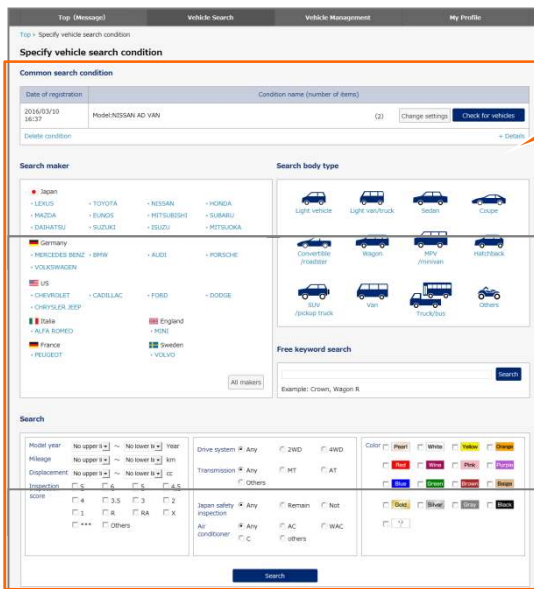 Top (Message) Vehicle Search Vehicle Management My Profile
Top > Specify vehicle search condition
Specify vehicle search condition
Common search condition
Date of registration Condition name (number of items)
2016/03/10
16:37
Model:NISSAN AD VAN (2) Change settings Check for vehicles
Delete condition + Details
Search maker
Japan
LEXUS TOYOTA NISSAN HONDA
MAZDA EUNOS MITSUBISHI SUBARU
DAIHATSU SUZUKI ISUZU MITSUOKA
Germany
MERCEDES BENZ BMW AUDI PORSCHE
VOLKSWAGEN
US
CHEVROLET CADILLAC FORD DODGE
CHRYSLER JEEP
Italia England
ALFA ROMEO MINI
France Sweden
PEUGEOT VOLVO
All makers
Search body type
Light vehicle Light van/truck Sedan Coupe
Convertible
/roadster
Wagon
MPV
/minivan
Hatchback
SUV
/pickup truck
Van
Truck/bus
Others
Free keyword search
Search
Example: Crown, Wagon R
Search
Model year No upper li ~ No lower li Year
Mileage No upper li ~ No lower li km
Displacement No upper li ~ No lower li cc
Inspection
score
S 6 5 4.5
4 3.5 3 2
1 R RA X
*** Others
Drive system Any 2WD 4WD
Transmission Any MT AT
Others
Japan safety
inspection
Any Remain Not
Air
conditioner
Any AC WAC
C others
Color Pearl White Yellow Orange
Red Wine Pink Purple
Blue Green Brown Beige
Gold Silver Gray Black
Search